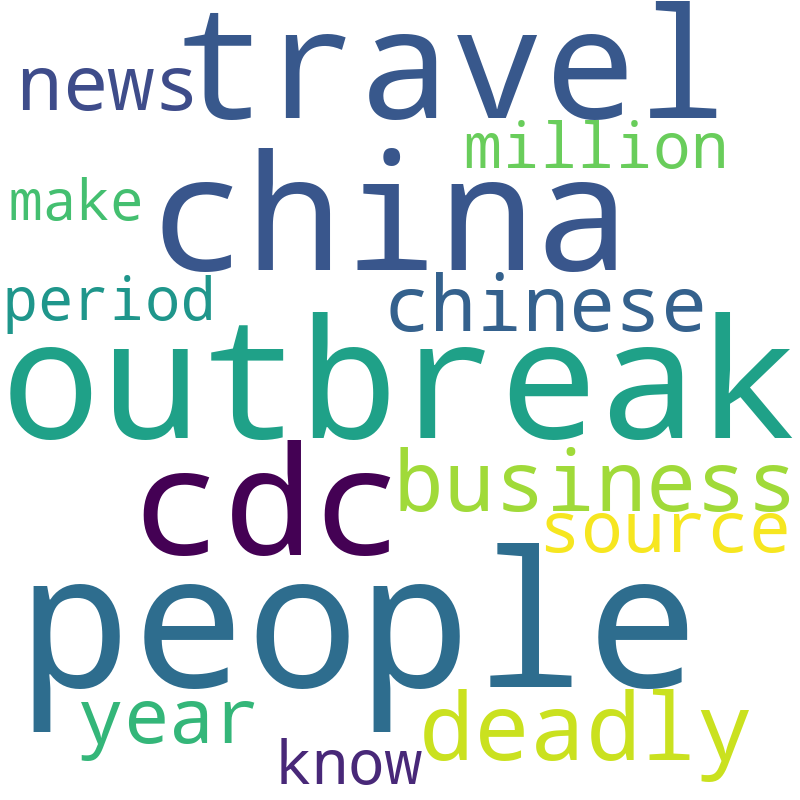 travel
news
million
china
make
period
chinese
outbreak
cdc
business
source
people
year
deadly
know